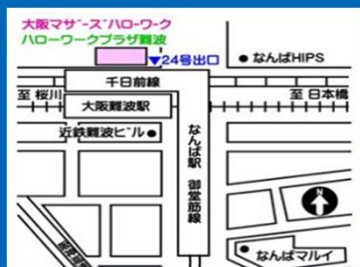 大阪マザーズハローワーク
ハローワークプラザ難波
▼24号出口
なんばHIPS
千日前線
至 桜川
至 日本橋
大阪難波駅
近鉄難波ビル
なんば駅 御堂筋線
N
なんばマルイ